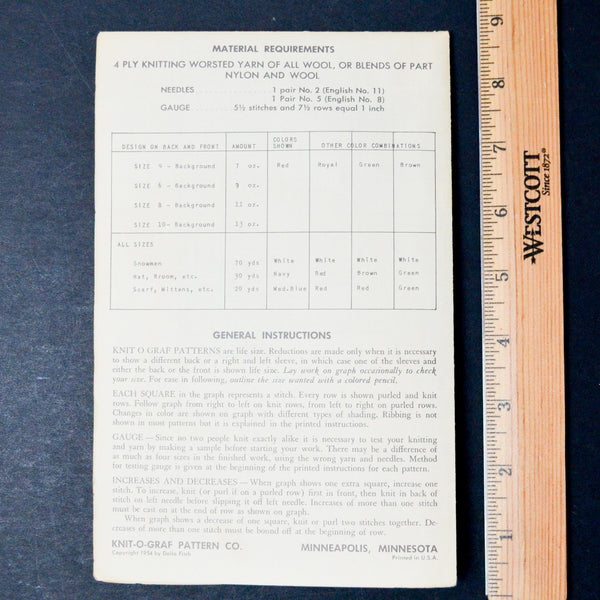 MATERIAL REQUIREMENTS
4 PLY KNITTING WORSTED YARN OF ALL WOOL, OR BLENDS OF PART
NYLON AND WOOL
NEEDLES . . . . . . . . . . . . . 1 pair No. 2 (English No. 11)
1 Pair No. 5 (English No. 8)
GAUGE . . . . . . . . 5½ stitches and 7½ rows equal 1 inch
DESIGN ON BACK AND FRONT AMOUNT COLORS SHOWN OTHER COLOR COMBINATIONS
SIZE 4 - Background 7 oz. Red Royal Green Brown
SIZE 6 - Background 9 oz.
SIZE 8 - Background 11 oz.
SIZE 10- Background 13 oz.
ALL SIZES
Snowmen 70 yds White White White White
Hat, Broom, etc. 30 yds Navy Red Brown Green
Scarf, Mittens, etc. 20 yds Med.Blue Red Red Green
GENERAL INSTRUCTIONS
KNIT O GRAF PATTERNS are life size. Reductions are made only when it is necessary
to show a different back or a right and left sleeve, in which case one of the sleeves and
either the back or the front is shown life size. Lay work on graph occasionally to check
your size. For ease in following, outline the size wanted with a colored pencil.
EACH SQUARE in the graph represents a stitch. Every row is shown purled and knit
rows. Follow graph from right to left on knit rows, from left to right on purled rows.
Changes in color are shown on graph with different types of shading. Ribbing is not
shown in most patterns but it is explained in the printed instructions.
GAUGE — Since no two people knit exactly alike it is necessary to test your knitting
and yarn by making a sample before starting your work. There may be a difference of
as much as four sizes in the finished work, using the wrong yarn and needles. Method
for testing gauge is given at the beginning of the printed instructions for each pattern.
INCREASES AND DECREASES — When graph shows one extra square, increase one
stitch. To increase, knit (or purl if on a purled row) first in front, then knit in back of
stitch on left needle before slipping it off left needle. Increases of more than one stitch
must be cast on at the end of row as shown on graph.
When graph shows a decrease of one square, knit or purl two stitches together. De-
creases of more than one stitch must be bound off at the beginning of row.
KNIT-O-GRAF PATTERN CO. MINNEAPOLIS, MINNESOTA
Copyright 1954 by Della Fitch Printed in U.S.A.
9
8
7
6
5
4
3
2
1
WESTCOTT
Since 1872